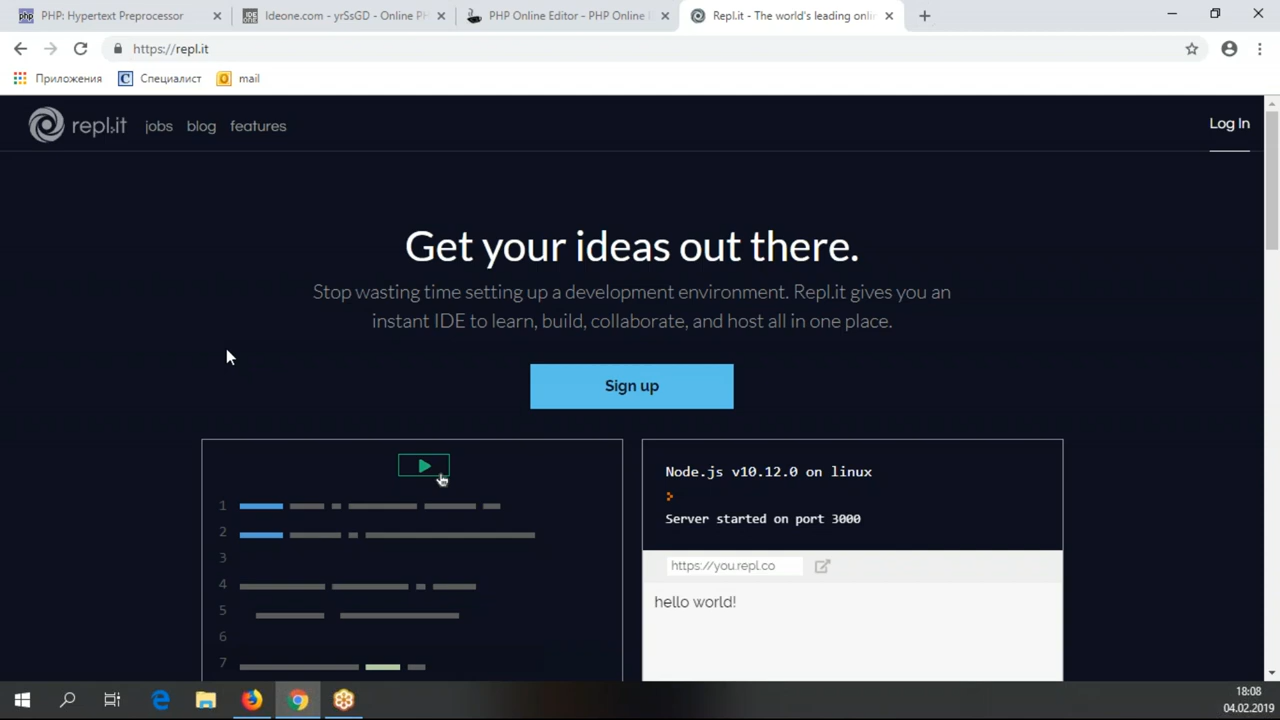 PHP: Hypertext Preprocessor
Ideone.com - yrSsGD - Online PH
PHP Online Editor - PHP Online
Repl.it - The world's leading onlin
https://repl.it
Приложения
Специалист
mail
repl.it
jobs
blog
features
Log In
Get your ideas out there.
Stop wasting time setting up a development environment. Repl.it gives you an
instant IDE to learn, build, collaborate, and host all in one place.
Sign up
1
2
3
4
5
6
7
Node.js v10.12.0 on linux
>
Server started on port 3000
https://you.repl.co
hello world!
18:08
04.02.2019